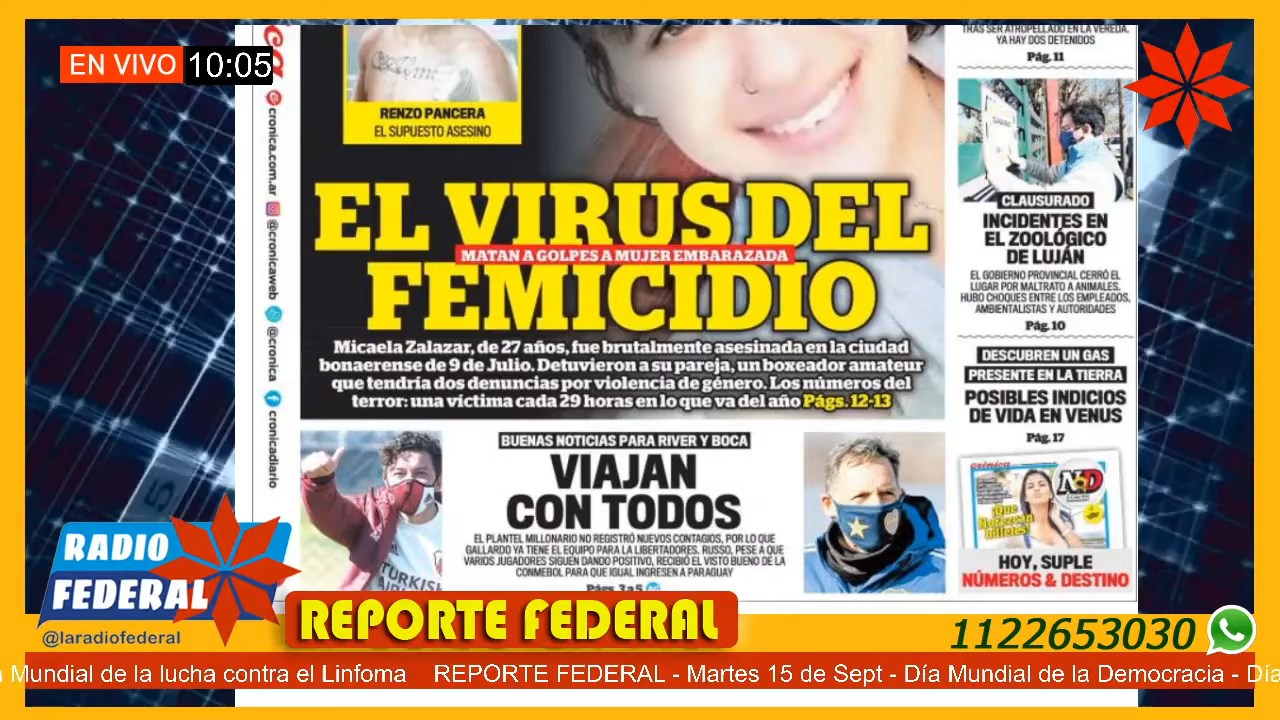 EN VIVO 10:05
cronica.com.ar
@cronicaweb
@cronica
cronicadiario
RENZO PANCERA
EL SUPUESTO ASESINO
EL VIRUS DEL
MATAN A GOLPES A MUJER EMBARAZADA
FEMICIDIO
Micaela Zalazar, de 27 años, fue brutalmente asesinada en la ciudad
bonaerense de 9 de Julio. Detuvieron a su pareja, un boxeador amateur
que tendría dos denuncias por violencia de género. Los números del
terror: una víctima cada 29 horas en lo que va del año Págs. 12-13
TRAS SER ATROPELLADO EN LA VEREDA.
YA HAY DOS DETENIDOS
Pág. 11
CLAUSURADO
INCIDENTES EN
EL ZOOLÓGICO
DE LUJÁN
EL GOBIERNO PROVINCIAL CERRÓ EL
LUGAR POR MALTRATO A ANIMALES.
HUBO CHOQUES ENTRE LOS EMPLEADOS,
AMBIENTALISTAS Y AUTORIDADES
Pág. 10
DESCUBREN UN GAS
PRESENTE EN LA TIERRA
POSIBLES INDICIOS
DE VIDA EN VENUS
Pág. 17
crónica
¡Que
lluevan
billetes!
HOY, SUPLE
NÚMEROS & DESTINO
BUENAS NOTICIAS PARA RIVER Y BOCA
VIAJAN
CON TODOS
EL PLANTEL MILLONARIO NO REGISTRÓ NUEVOS CONTAGIOS, POR LO QUE
GALLARDO YA TIENE EL EQUIPO PARA LA LIBERTADORES. RUSSO, PESE A QUE
VARIOS JUGADORES SIGUEN DANDO POSITIVO, RECIBIÓ EL VISTO BUENO DE LA
CONMEBOL PARA QUE IGUAL INGRESEN A PARAGUAY
Págs. 3 a 5
TURKISH
RADIO
FEDERAL
@laradiofederal
REPORTE FEDERAL
1122653030
Mundial de la lucha contra el Linfoma REPORTE FEDERAL - Martes 15 de Sept - Día Mundial de la Democracia - Día